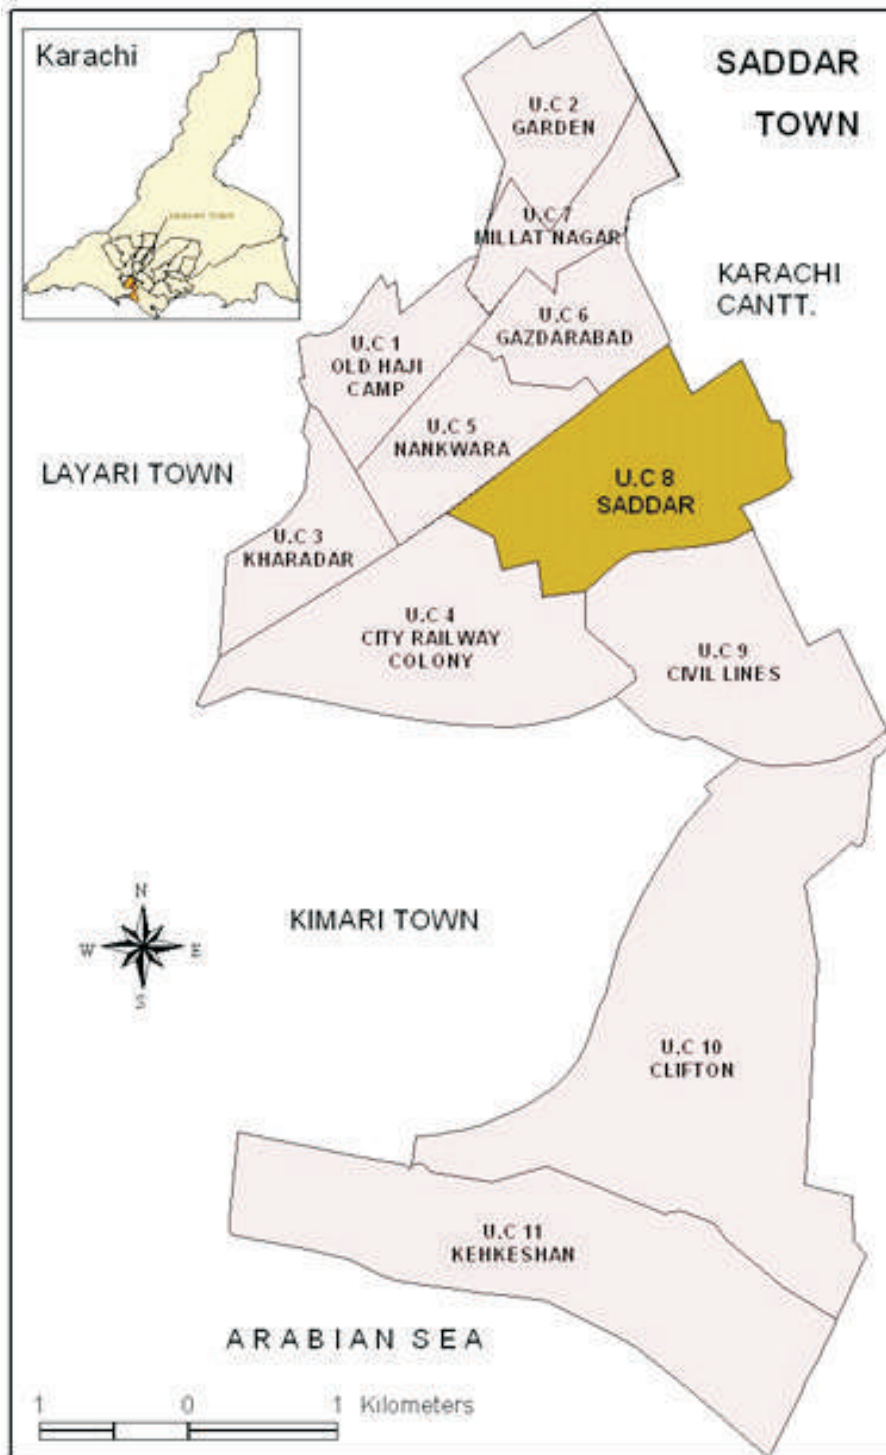 Karachi
SADDAR
TOWN
U.C 2
GARDEN
U.C 7
MILLAT NAGAR
KARACHI
CANTT.
U.C 6
GAZDARABAD
U.C 1
OLD HAJI
CAMP
U.C 5
NANKWARA
LAYARI TOWN
U.C 8
SADDAR
U.C 3
KHARADAR
U.C 4
CITY RAILWAY
COLONY
U.C 9
CIVIL LINES
N
W E
S
KIMARI TOWN
U.C 10
CLIFTON
U.C 11
KEHKESHAN
ARABIAN SEA
1 0 1 Kilometers